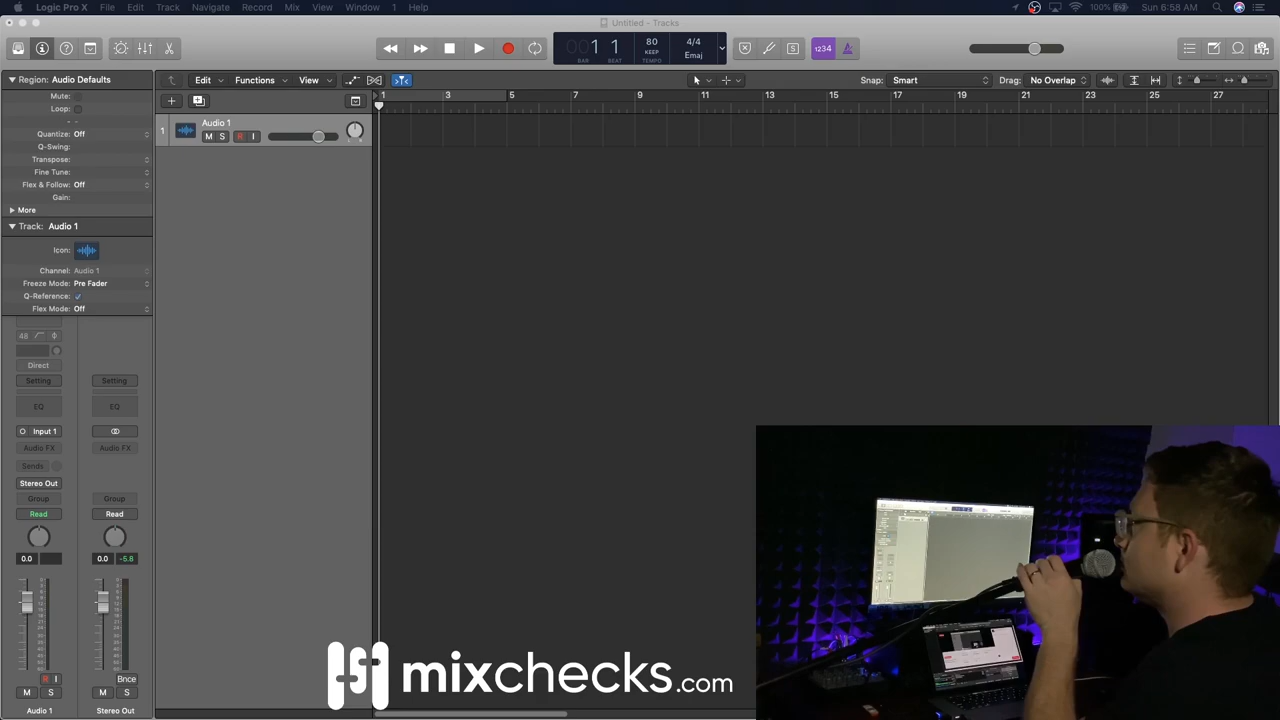 Logic Pro X File Edit Track Navigate Record Mix View Window 1 Help 100% Sun 6:58 AM
Untitled - Tracks
001 1 80 4/4
KEEP Emaj
BAR BEAT TEMPO
1234
S
Region: Audio Defaults
Edit Functions View Snap: Smart Drag: No Overlap
Mute:
Loop:
Quantize: Off
Q-Swing:
Transpose:
Fine Tune:
Flex & Follow: Off
Gain:
More
1 3 5 7 9 11 13 15 17 19 21 23 25 27
1 Audio 1
M S R I
L R
Track: Audio 1
Icon:
Channel: Audio 1
Freeze Mode: Pre Fader
Q-Reference:
Flex Mode: Off
48
Direct
Setting Setting
EQ EQ
Input 1
Audio FX Audio FX
Sends
Stereo Out
Group Group
Read Read
0.0 0.0 -5.8
R I Bnce
M S M S
Audio 1 Stereo Out
mixchecks.com